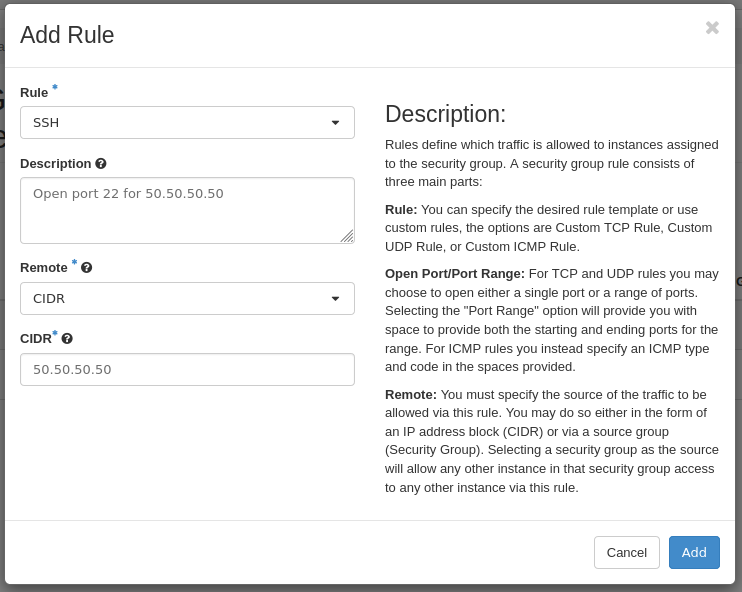 Add Rule
Rule *
SSH
Description
Open port 22 for 50.50.50.50
Remote *
CIDR
CIDR*
50.50.50.50
Description:
Rules define which traffic is allowed to instances assigned
to the security group. A security group rule consists of
three main parts:
Rule: You can specify the desired rule template or use
custom rules, the options are Custom TCP Rule, Custom
UDP Rule, or Custom ICMP Rule.
Open Port/Port Range: For TCP and UDP rules you may
choose to open either a single port or a range of ports.
Selecting the "Port Range" option will provide you with
space to provide both the starting and ending ports for the
range. For ICMP rules you instead specify an ICMP type
and code in the spaces provided.
Remote: You must specify the source of the traffic to be
allowed via this rule. You may do so either in the form of
an IP address block (CIDR) or via a source group
(Security Group). Selecting a security group as the source
will allow any other instance in that security group access
to any other instance via this rule.
Cancel
Add